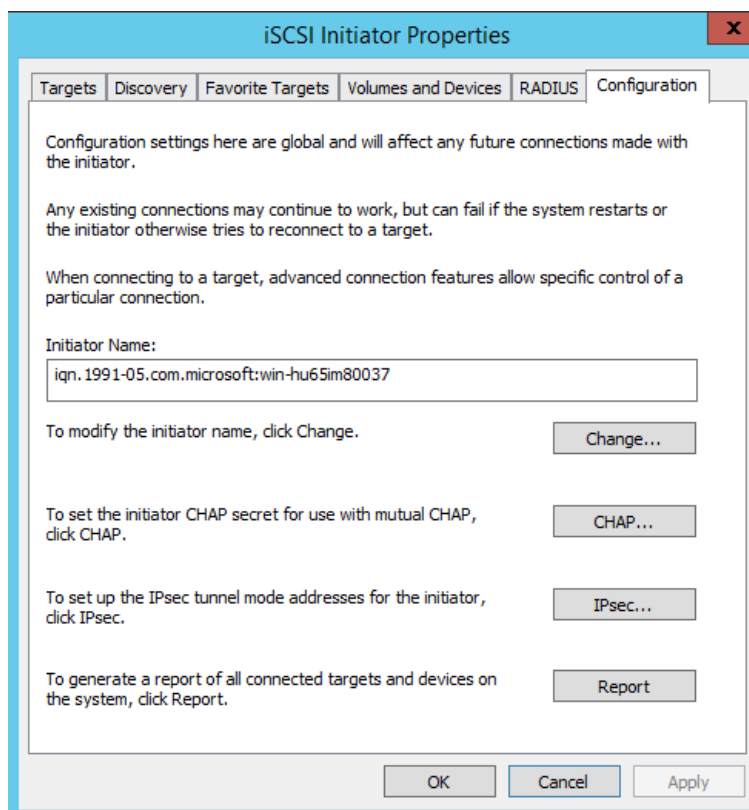 iSCSI Initiator Properties
x
Targets Discovery Favorite Targets Volumes and Devices RADIUS Configuration
Configuration settings here are global and will affect any future connections made with
the initiator.
Any existing connections may continue to work, but can fail if the system restarts or
the initiator otherwise tries to reconnect to a target.
When connecting to a target, advanced connection features allow specific control of a
particular connection.
Initiator Name:
iqn.1991-05.com.microsoft:win-hu65im80037
To modify the initiator name, click Change.
Change...
To set the initiator CHAP secret for use with mutual CHAP,
click CHAP.
CHAP...
To set up the IPsec tunnel mode addresses for the initiator,
click IPsec.
IPsec...
To generate a report of all connected targets and devices on
the system, click Report.
Report
OK Cancel Apply